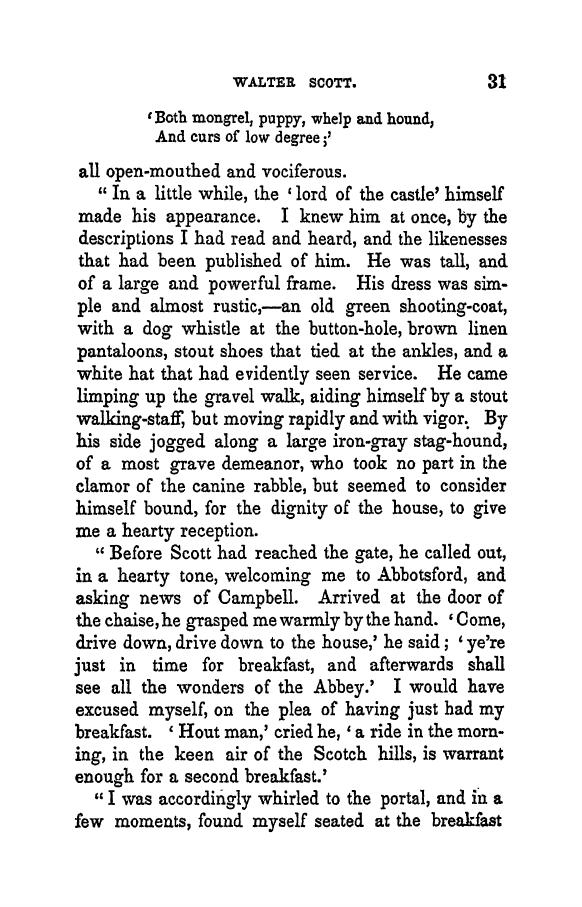 WALTER SCOTT. 31
‘Both mongrel, puppy, whelp and hound,
And curs of low degree;’
all open-mouthed and vociferous.
“ In a little while, the ‘lord of the castle’ himself
made his appearance. I knew him at once, by the
descriptions I had read and heard, and the likenesses
that had been published of him. He was tall, and
of a large and powerful frame. His dress was sim-
ple and almost rustic,—an old green shooting-coat,
with a dog whistle at the button-hole, brown linen
pantaloons, stout shoes that tied at the ankles, and a
white hat that had evidently seen service. He came
limping up the gravel walk, aiding himself by a stout
walking-staff, but moving rapidly and with vigor. By
his side jogged along a large iron-gray stag-hound,
of a most grave demeanor, who took no part in the
clamor of the canine rabble, but seemed to consider
himself bound, for the dignity of the house, to give
me a hearty reception.
“ Before Scott had reached the gate, he called out,
in a hearty tone, welcoming me to Abbotsford, and
asking news of Campbell. Arrived at the door of
the chaise, he grasped me warmly by the hand. ‘Come,
drive down, drive down to the house,’ he said; ‘ye’re
just in time for breakfast, and afterwards shall
see all the wonders of the Abbey.’ I would have
excused myself, on the plea of having just had my
breakfast. ‘Hout man,’ cried he, ‘a ride in the morn-
ing, in the keen air of the Scotch hills, is warrant
enough for a second breakfast.’
“ I was accordingly whirled to the portal, and in a
few moments, found myself seated at the breakfast